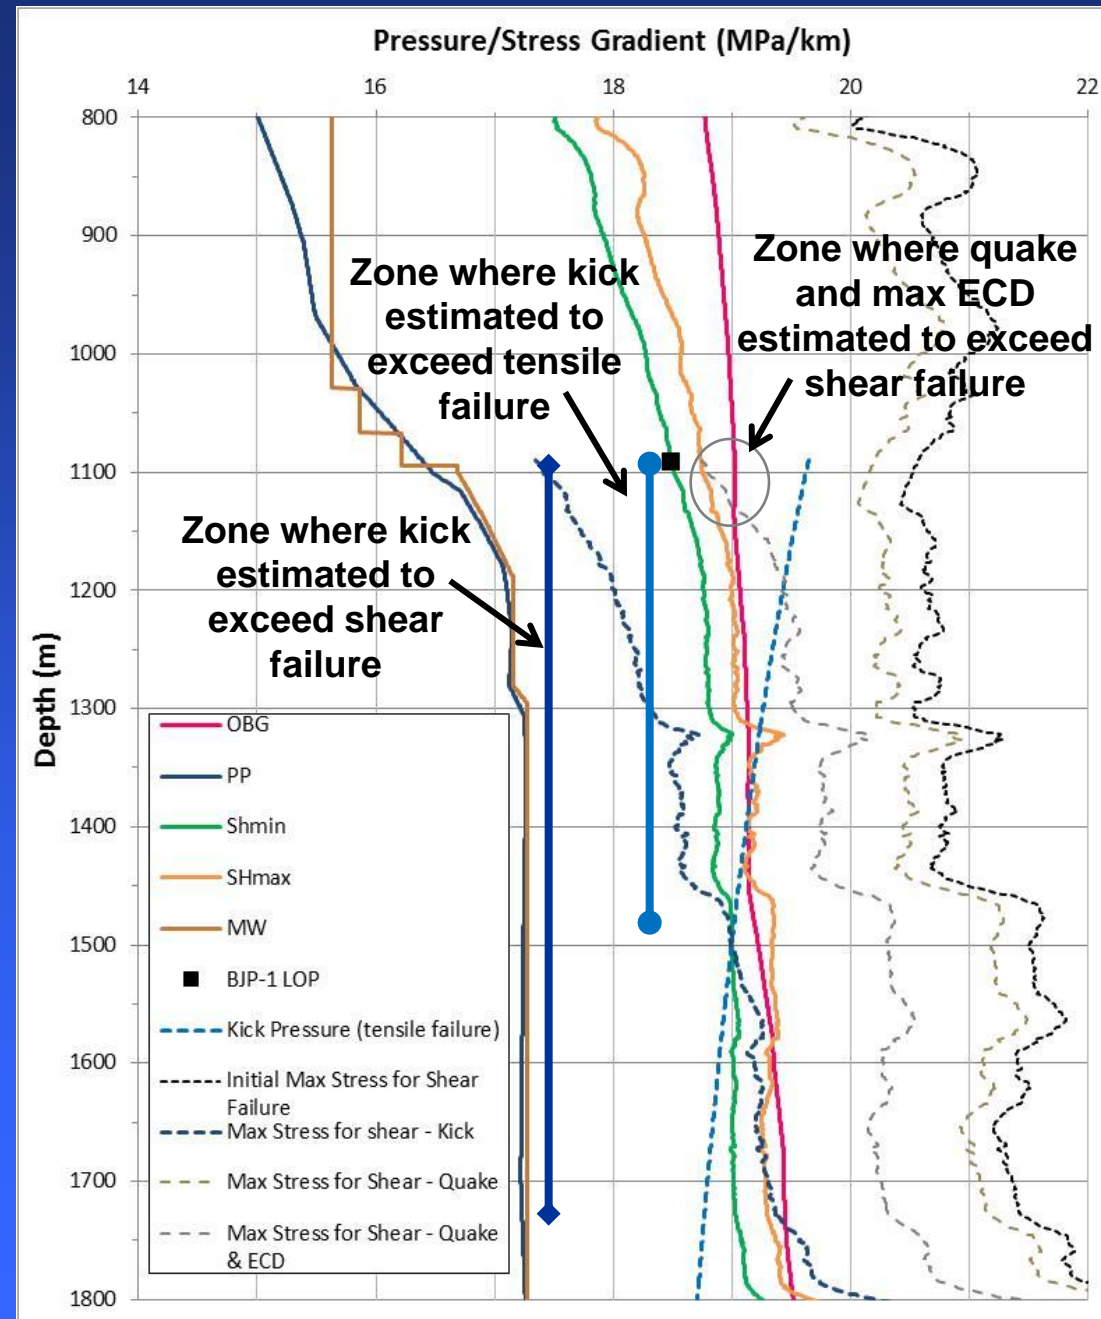 Pressure/Stress Gradient (MPa/km)
14 16 18 20 22
800
900
1000
1100
1200
1300
1400
1500
1600
1700
1800
Depth (m)
Zone where kick
estimated to
exceed tensile
failure
Zone where quake
and max ECD
estimated to exceed
shear failure
Zone where kick
estimated to
exceed shear
failure
OBG
PP
Shmin
SHmax
MW
BJP-1 LOP
Kick Pressure (tensile failure)
Initial Max Stress for Shear
Failure
Max Stress for shear - Kick
Max Stress for Shear - Quake
Max Stress for Shear - Quake
& ECD